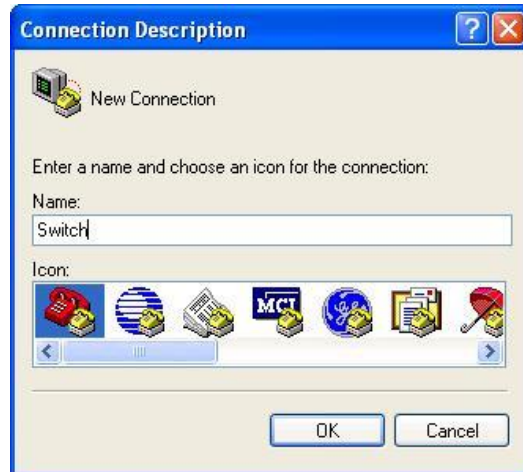 Connection Description
New Connection
Enter a name and choose an icon for the connection:
Name:
Switch
Icon:
MCI
OK Cancel